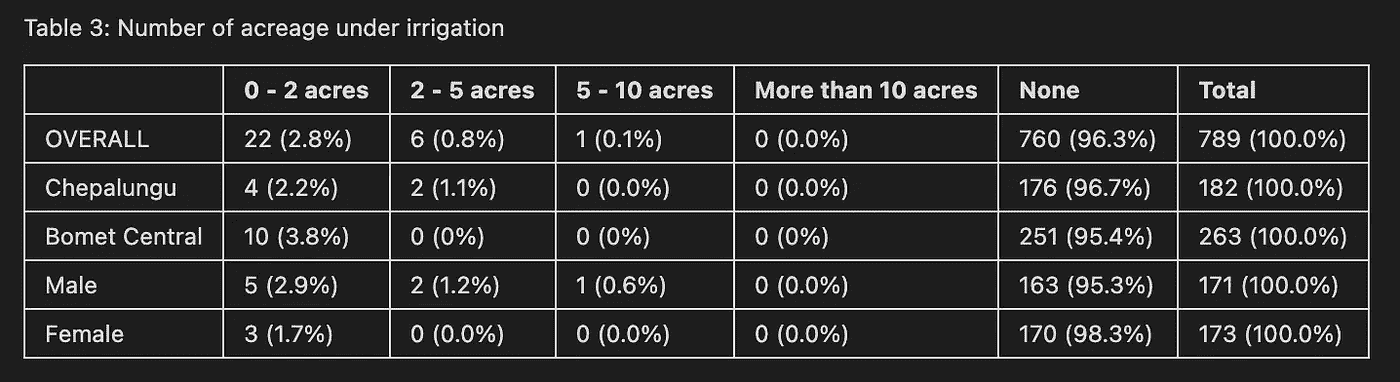 Table 3: Number of acreage under irrigation
0 - 2 acres 2 - 5 acres 5 - 10 acres More than 10 acres None Total
OVERALL 22 (2.8%) 6 (0.8%) 1 (0.1%) 0 (0.0%) 760 (96.3%) 789 (100.0%)
Chepalungu 4 (2.2%) 2 (1.1%) 0 (0.0%) 0 (0.0%) 176 (96.7%) 182 (100.0%)
Bomet Central 10 (3.8%) 0 (0%) 0 (0%) 0 (0%) 251 (95.4%) 263 (100.0%)
Male 5 (2.9%) 2 (1.2%) 1 (0.6%) 0 (0.0%) 163 (95.3%) 171 (100.0%)
Female 3 (1.7%) 0 (0.0%) 0 (0.0%) 0 (0.0%) 170 (98.3%) 173 (100.0%)